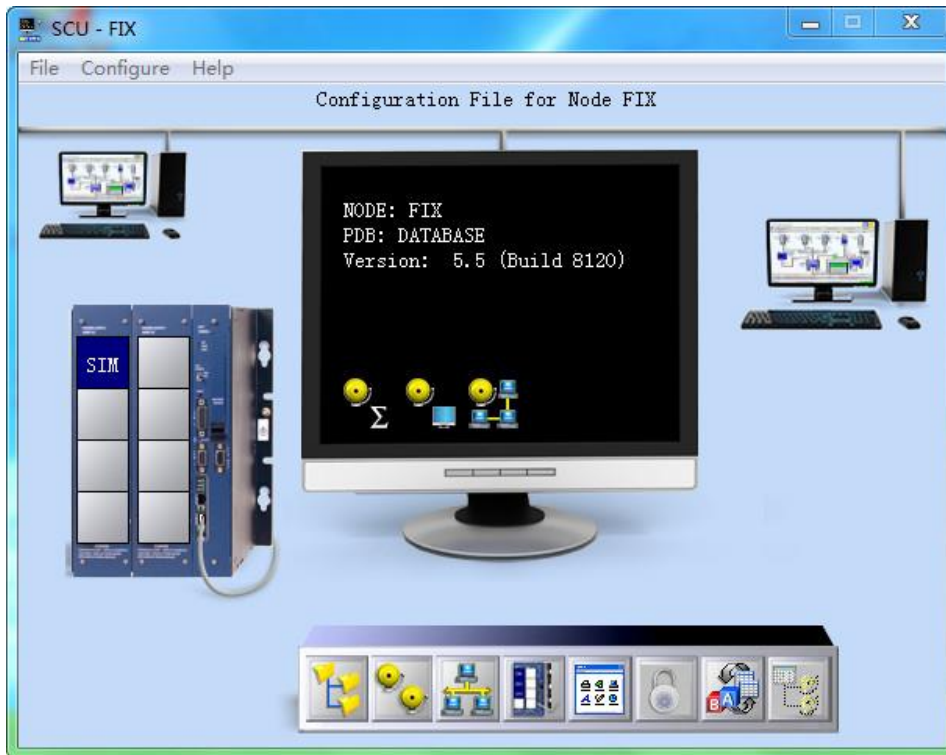 SCU - FIX
File Configure Help
Configuration File for Node FIX
NODE: FIX
PDB: DATABASE
Version: 5.5 (Build 8120)
SIM
Σ
B A